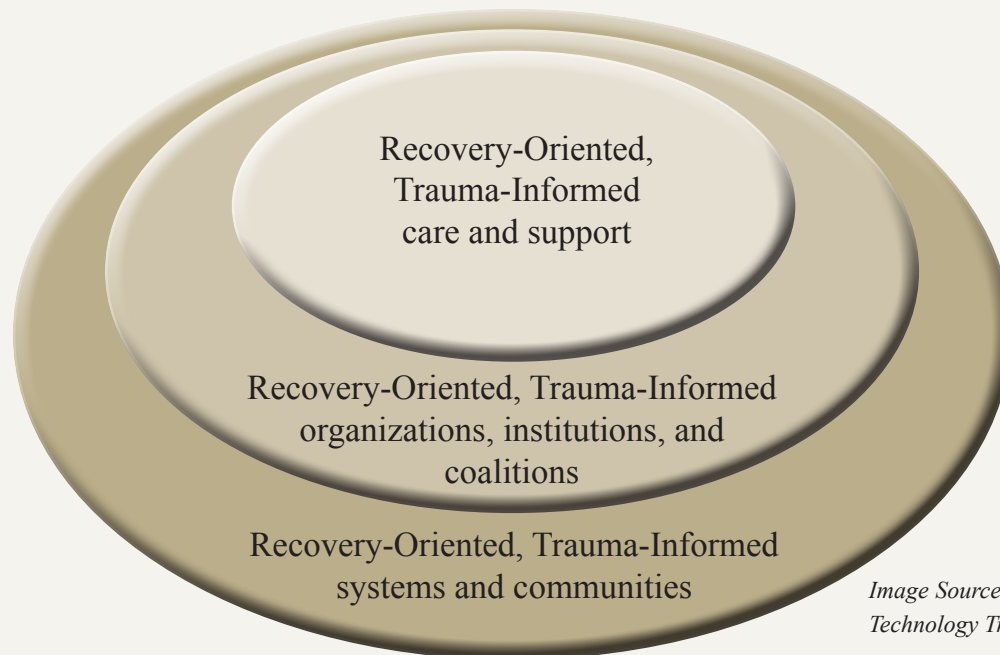 Recovery-Oriented,
Trauma-Informed
care and support
Recovery-Oriented, Trauma-Informed
organizations, institutions, and
coalitions
Recovery-Oriented, Trauma-Informed
systems and communities
Image Source
Technology